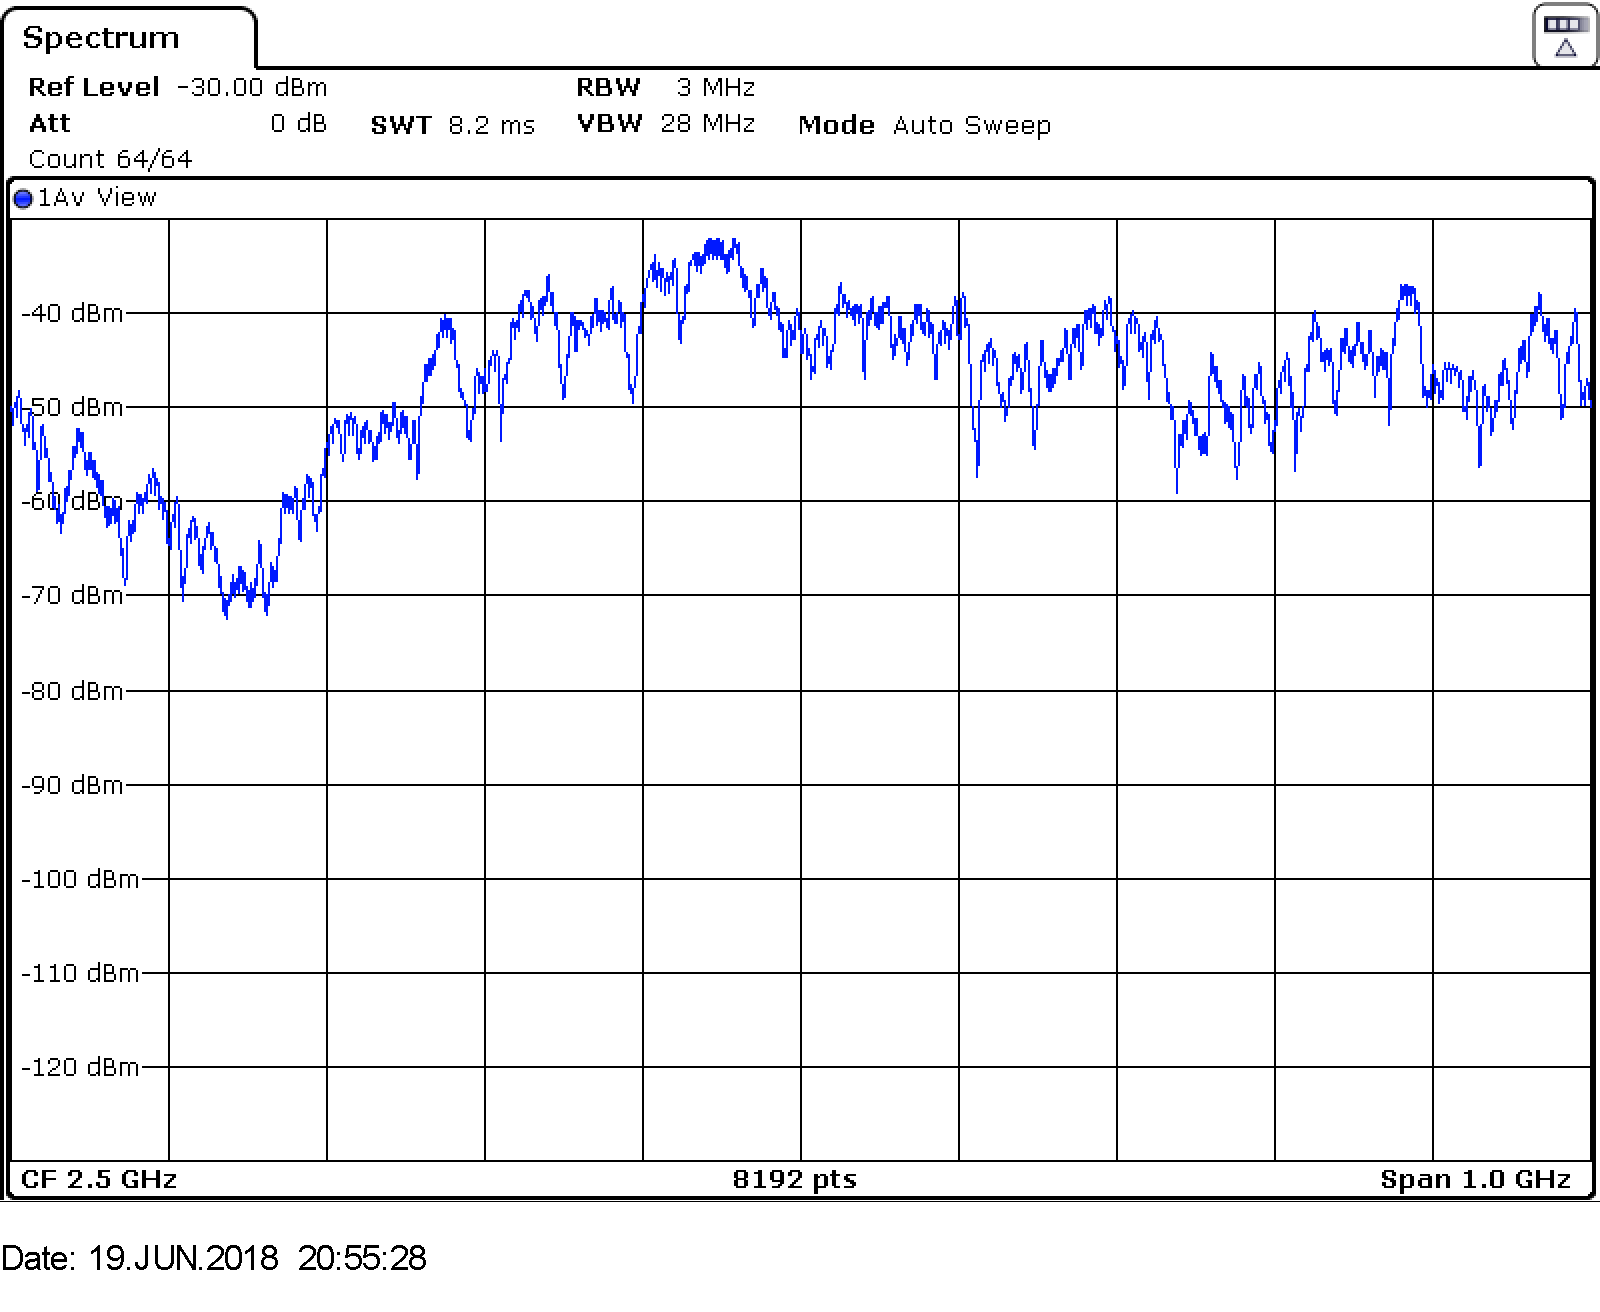 Spectrum
Ref Level -30.00 dBm RBW 3 MHz
Att 0 dB SWT 8.2 ms VBW 28 MHz Mode Auto Sweep
Count 64/64
1Av View
-40 dBm
-50 dBm
-60 dBm
-70 dBm
-80 dBm
-90 dBm
-100 dBm
-110 dBm
-120 dBm
CF 2.5 GHz 8192 pts Span 1.0 GHz
Date: 19.JUN.2018 20:55:28